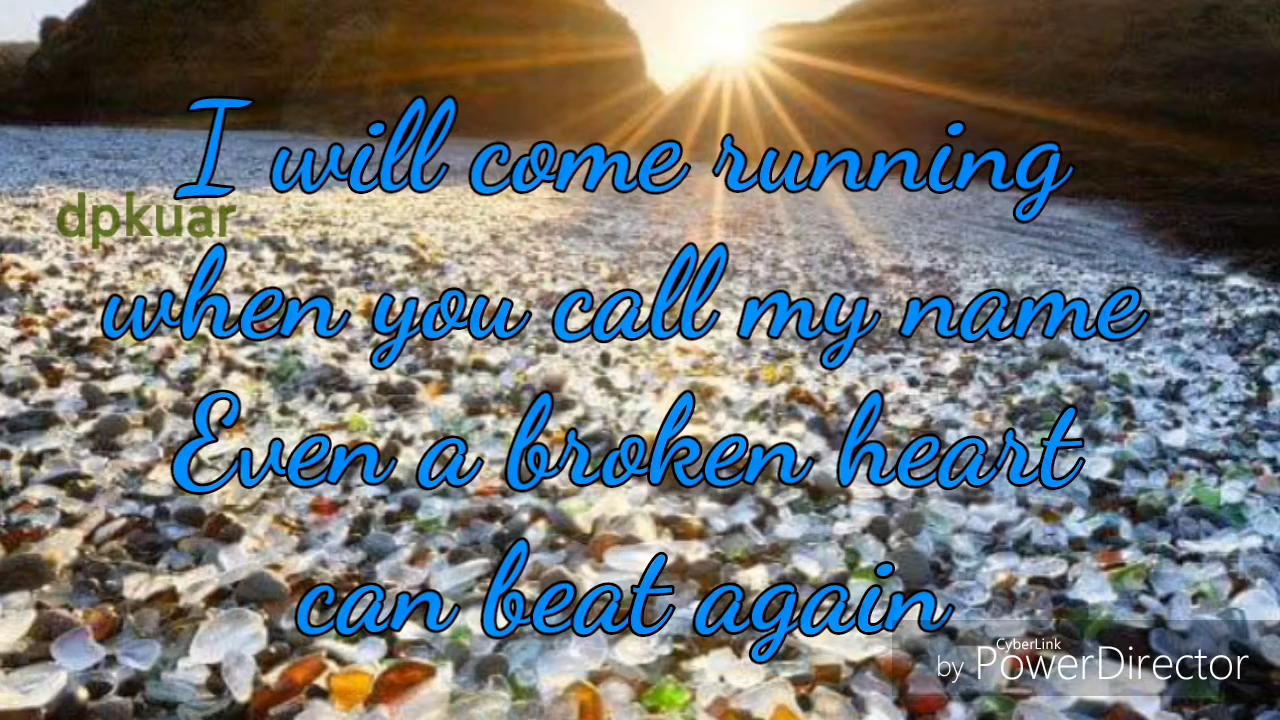 I will come running
dpkuar
when you call my name
Even a broken heart
can beat again
CyberLink
by PowerDirector